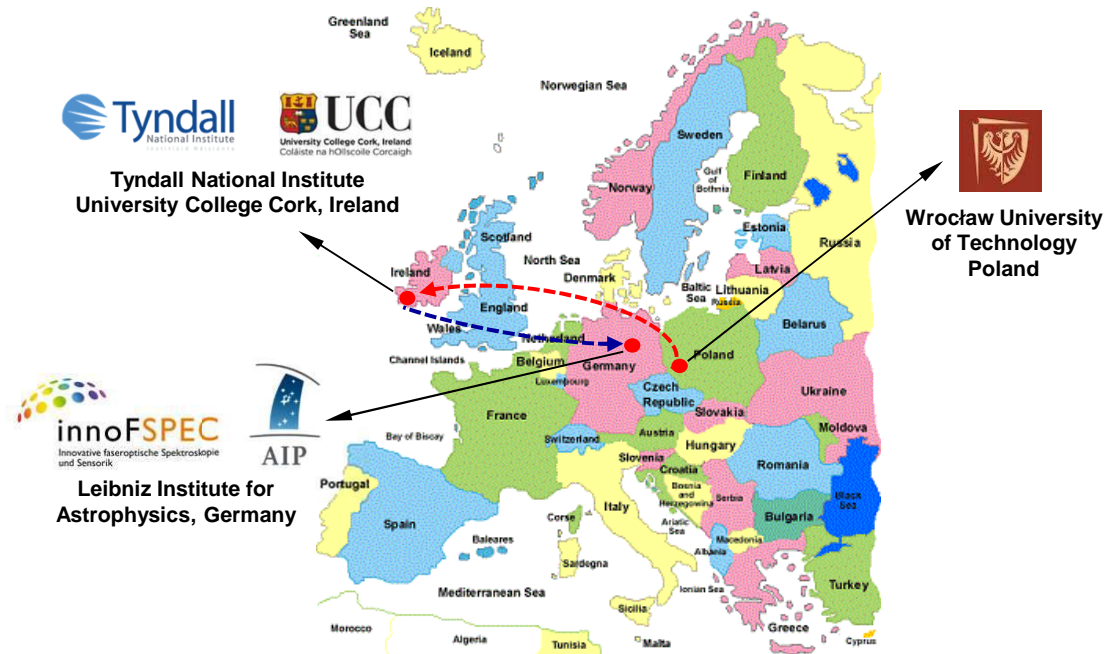 Greenland
Sea
Iceland
Norwegian Sea
Tyndall
National Institute
UCC
University College Cork, Ireland
Coláiste na hOllscoile Corcaigh
Tyndall National Institute
University College Cork, Ireland
Wrocław University
of Technology
Poland
Sweden
Finland
Gulf
of
Bothnia
Norway
Russia
Estonia
Scotland
North Sea
Ireland
Denmark
Latvia
Baltic
Sea
Lithuania
Russia
England
Wales
Belarus
Netherland
Poland
Channel Islands
Belgium
Germany
Luxembourg
Czech
Republic
Ukraine
Slovakia
France
Moldova
Austria
Hungary
Bay of Biscay
Switzerland
Slovenia
Romania
Croatia
innoFSPEC
Innovative faseroptische Spektroskopie
und Sensorik
AIP
Leibniz Institute for
Astrophysics, Germany
Portugal
Spain
Bosnia
and
Herzegowina
Serbia
Black
Sea
Italy
Corse
Bulgaria
Ariatic
Sea
Macedonia
Albania
Baleares
Sardegna
Turkey
Mediterranean Sea
Ionian Sea
Sicilia
Greece
Morocco
Algeria
Tunisia
Malta
Cyprus